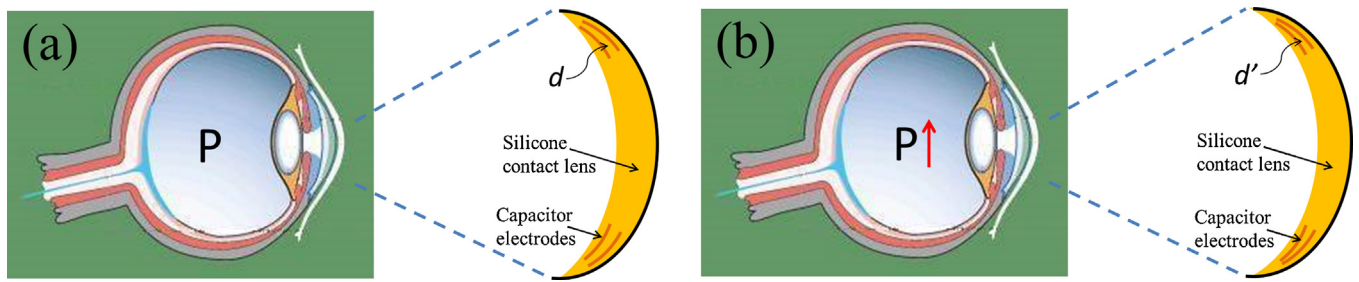 (a)
P
d
Silicone
contact lens
Capacitor
electrodes
(b)
P
d’
Silicone
contact lens
Capacitor
electrodes